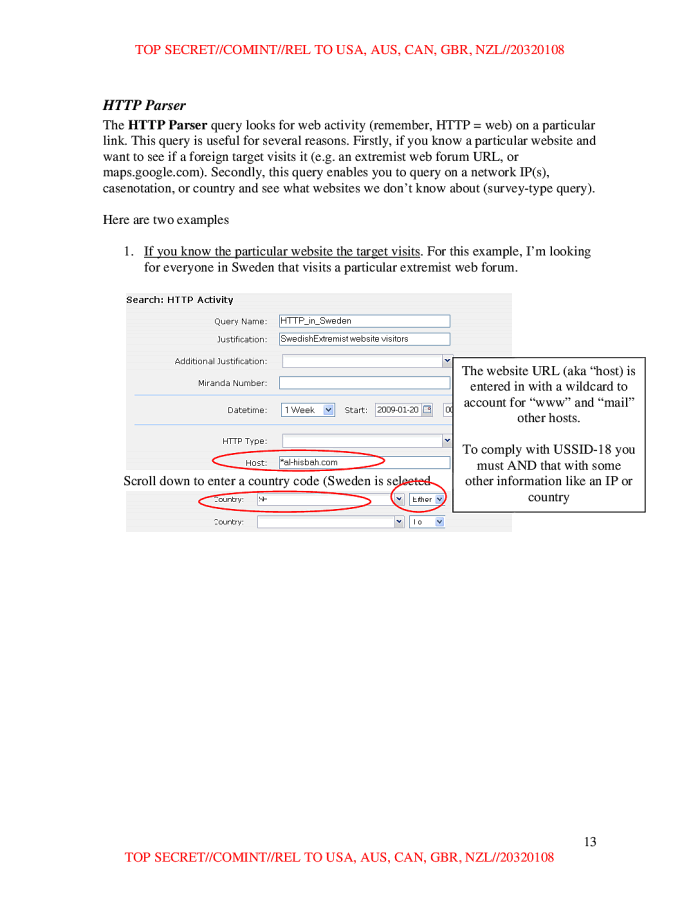 TOP SECRET//COMINT//REL TO USA, AUS, CAN, GBR, NZL//20320108
HTTP Parser
The HTTP Parser query looks for web activity (remember, HTTP = web) on a particular
link. This query is useful for several reasons. Firstly, if you know a particular website and
want to see if a foreign target visits it (e.g. an extremist web forum URL, or
maps.google.com). Secondly, this query enables you to query on a network IP(s),
casenotation, or country and see what websites we don't know about (survey-type query).
Here are two examples
1. If you know the particular website the target visits. For this example, I'm looking
for everyone in Sweden that visits a particular extremist web forum.
Search: HTTP Activity
Query Name: HTTP_in_Sweden
Justification: SwedishExtremist website visitors
Additional Justification:
Miranda Number:
Datetime: 1 Week Start: 2009-01-20 00
HTTP Type:
Host: *al-hisbah.com
Scroll down to enter a country code (Sweden is selected
Country: Either
Country: To
The website URL (aka “host) is
entered in with a wildcard to
account for “www” and “mail”
other hosts.
To comply with USSID-18 you
must AND that with some
other information like an IP or
country
13
TOP SECRET//COMINT//REL TO USA, AUS, CAN, GBR, NZL//20320108